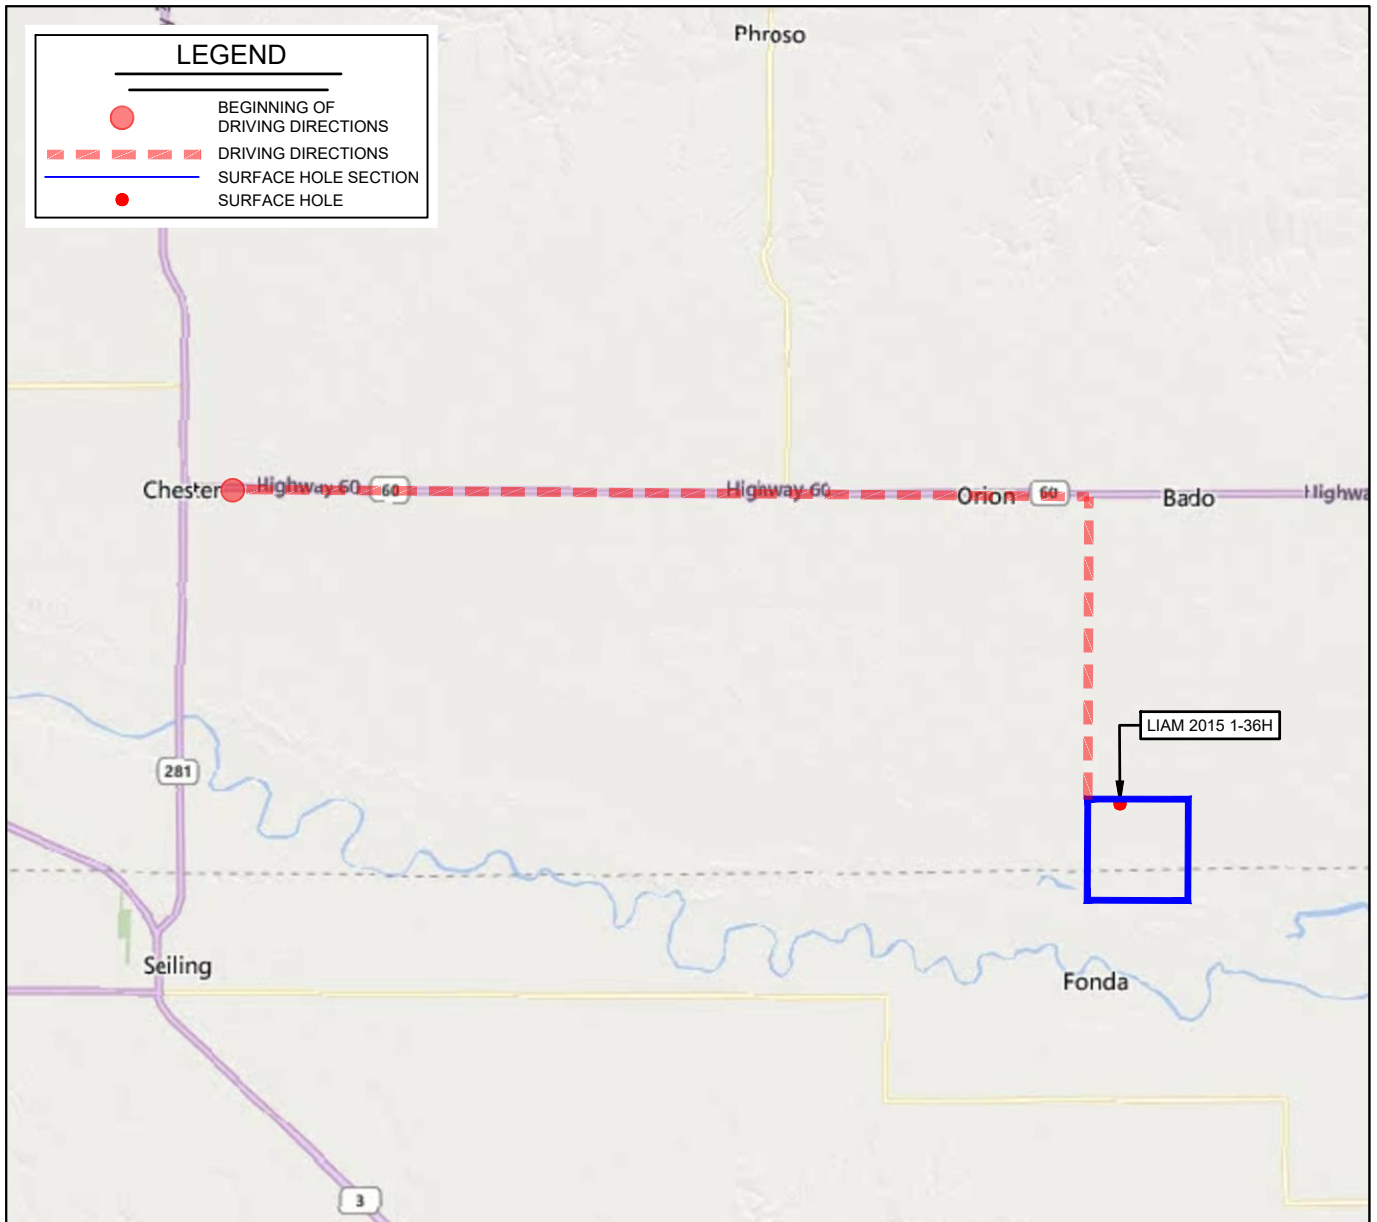 Phroso
LEGEND
BEGINNING OF
DRIVING DIRECTIONS
DRIVING DIRECTIONS
SURFACE HOLE SECTION
SURFACE HOLE
Chester
Highway 60
60
Highway 60
Orion
60
Bado
Highwa
LIAM 2015 1-36H
281
Seiling
Fonda
3